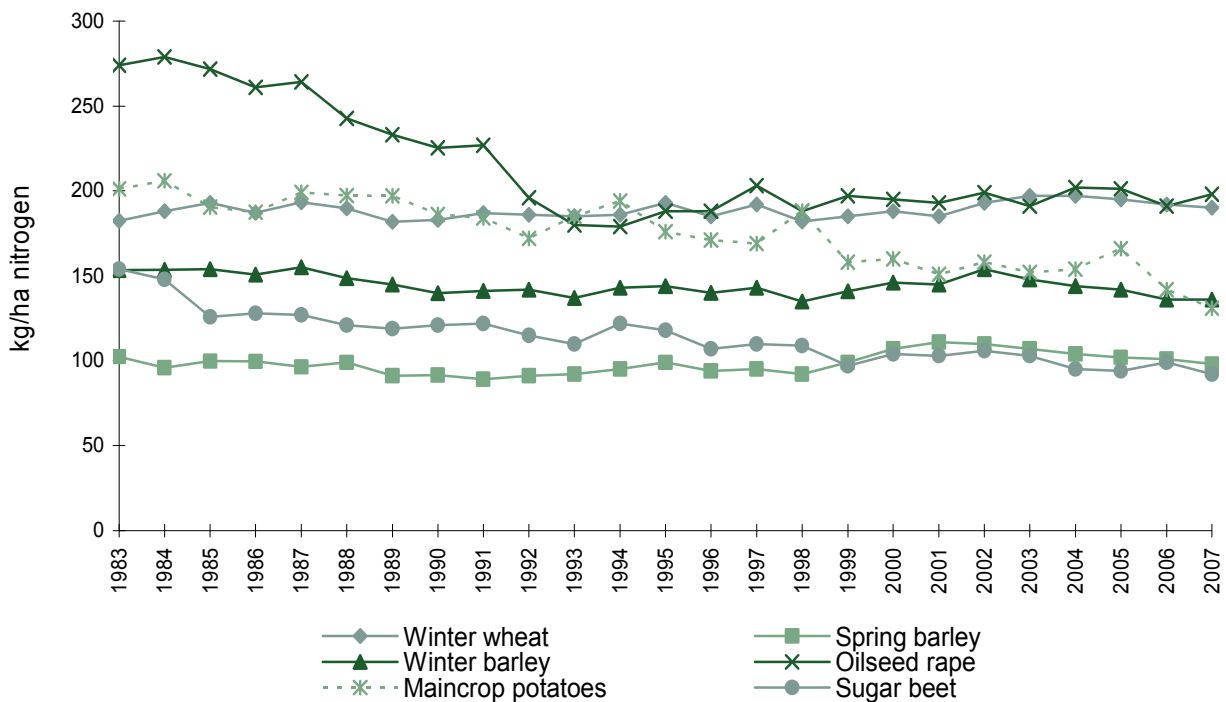 300
250
200
150
100
50
0
kg/ha nitrogen
1983 1984 1985 1986 1987 1988 1989 1990 1991 1992 1993 1994 1995 1996 1997 1998 1999 2000 2001 2002 2003 2004 2005 2006 2007
Winter wheat Spring barley
Winter barley Oilseed rape
Maincrop potatoes Sugar beet